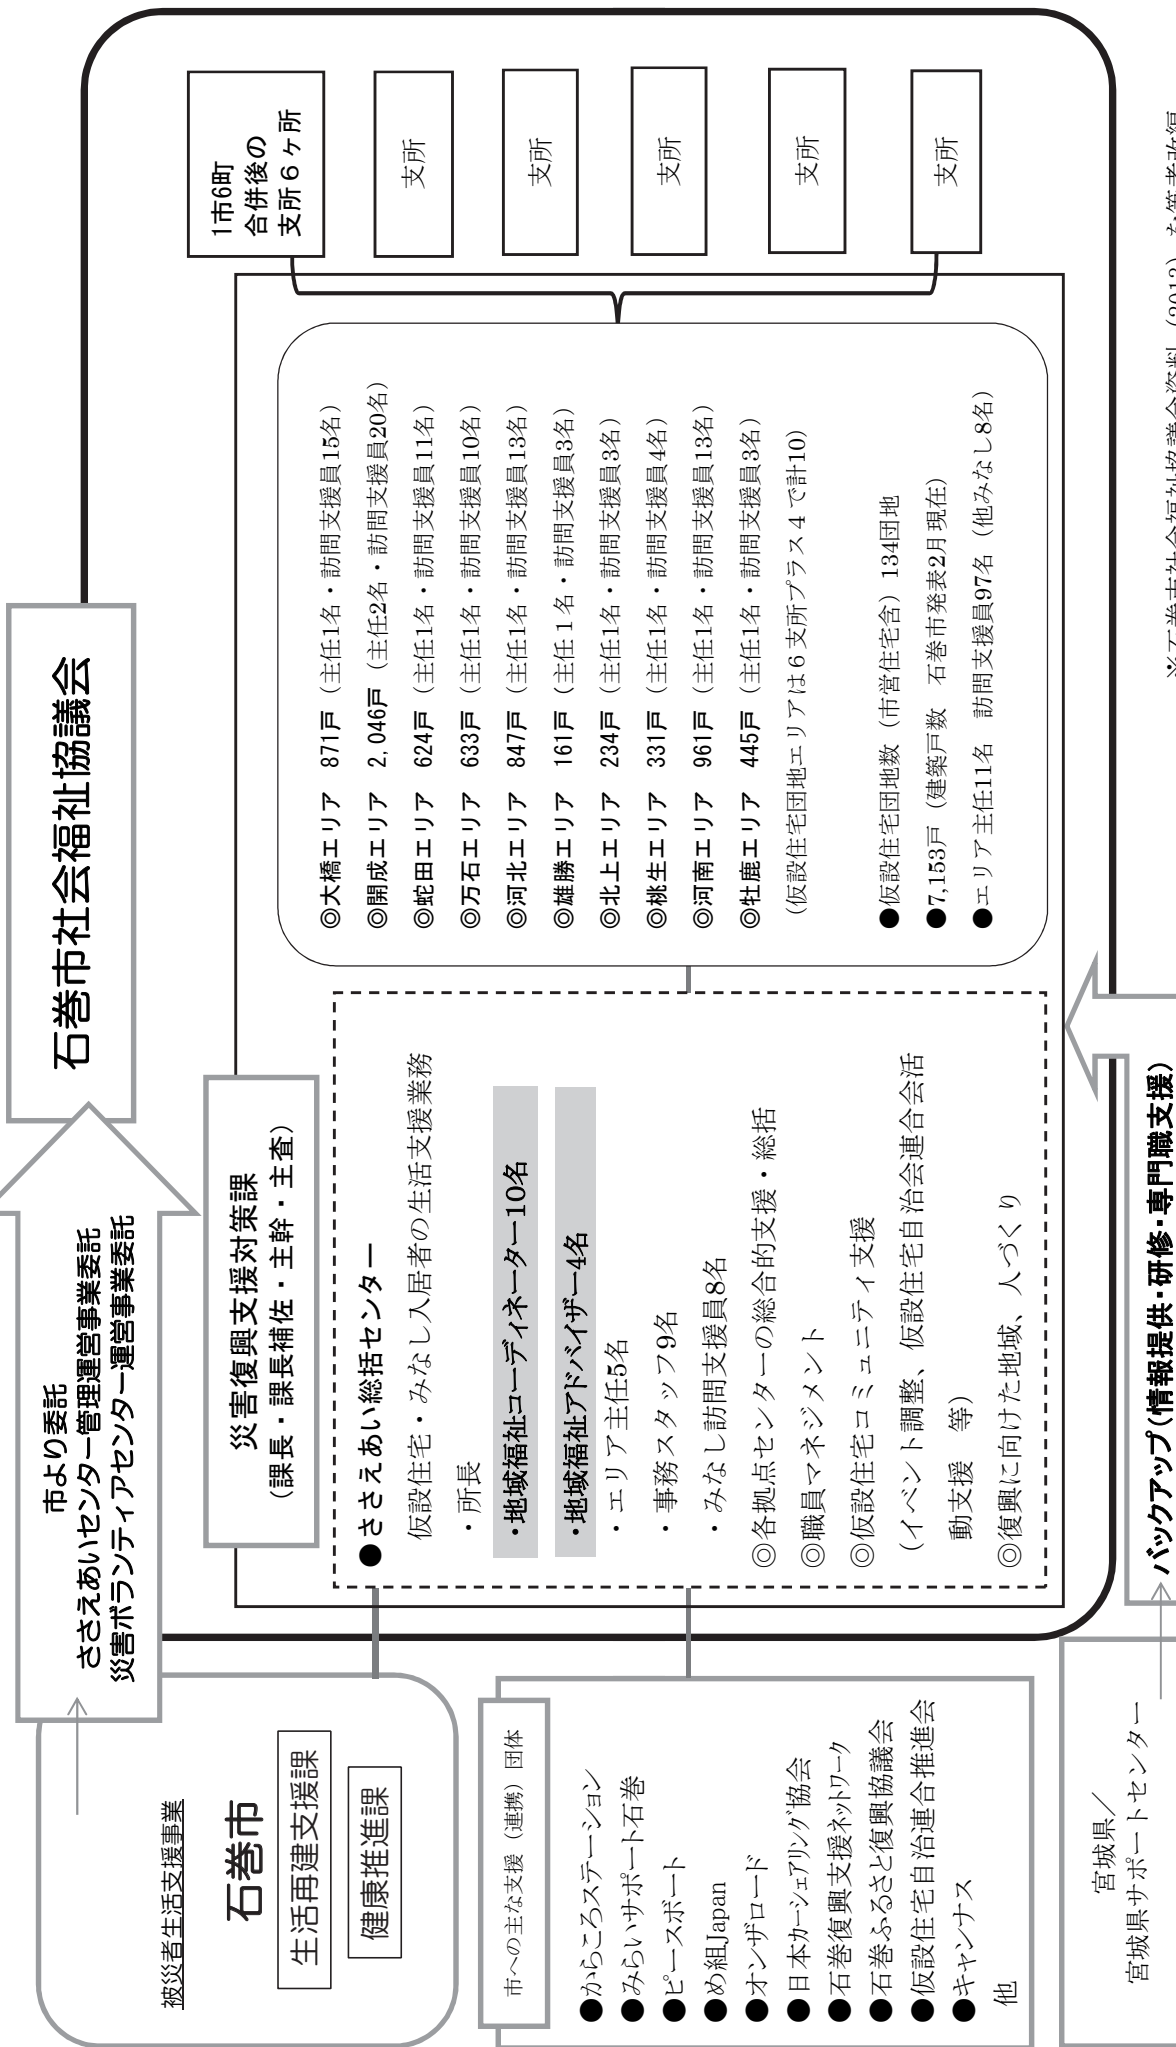 石巻市社会福祉協議会
市より委託
ささえあいセンター管理運営事業委託
災害ボランティアセンター運営事業委託
被災者生活支援事業
石巻市
生活再建支援課
健康推進課
市への主な支援（連携）団体
●からころステーション
●みらいサポート石巻
●ピースボート
●め組Japan
●オンザロード
●日本カーシェアリング協会
●石巻復興支援ネットワーク
●石巻ふるさと復興協議会
●仮設住宅自治連合推進会
●キャンナス
他
宮城県／
宮城県サポートセンター
バックアップ（情報提供・研修・専門職支援）
災害復興支援対策課
（課長・課長補佐・主幹・主査）
●ささえあい総括センター
仮設住宅・みなし入居者の生活支援業務
・所長
・地域福祉コーディネーター10名
・地域福祉アドバイザー4名
・エリア主任5名
・事務スタッフ9名
・みなし訪問支援員8名
◎各拠点センターの総合的支援・総括
◎職員マネジメント
◎仮設住宅コミュニティ支援
（イベント調整、仮設住宅自治会連合会活
動支援　等）
◎復興に向けた地域、人づくり
◎大橋エリア　871戸（主任1名・訪問支援員15名）
◎開成エリア　2,046戸（主任2名・訪問支援員20名）
◎蛇田エリア　624戸（主任1名・訪問支援員11名）
◎万石エリア　633戸（主任1名・訪問支援員10名）
◎河北エリア　847戸（主任1名・訪問支援員13名）
◎雄勝エリア　161戸（主任１名・訪問支援員3名）
◎北上エリア　234戸（主任1名・訪問支援員3名）
◎桃生エリア　331戸（主任1名・訪問支援員4名）
◎河南エリア　961戸（主任1名・訪問支援員13名）
◎牡鹿エリア　445戸（主任1名・訪問支援員3名）
（仮設住宅団地エリアは６支所プラス４で計10）
●仮設住宅団地数（市営住宅含）134団地
●7,153戸（建築戸数　石巻市発表2月現在）
●エリア主任11名　訪問支援員97名（他みなし8名）
1市6町
合併後の
支所６ヶ所
支所
支所
支所
支所
支所
※石巻市社会福祉協議会資料（2013）を筆者改編